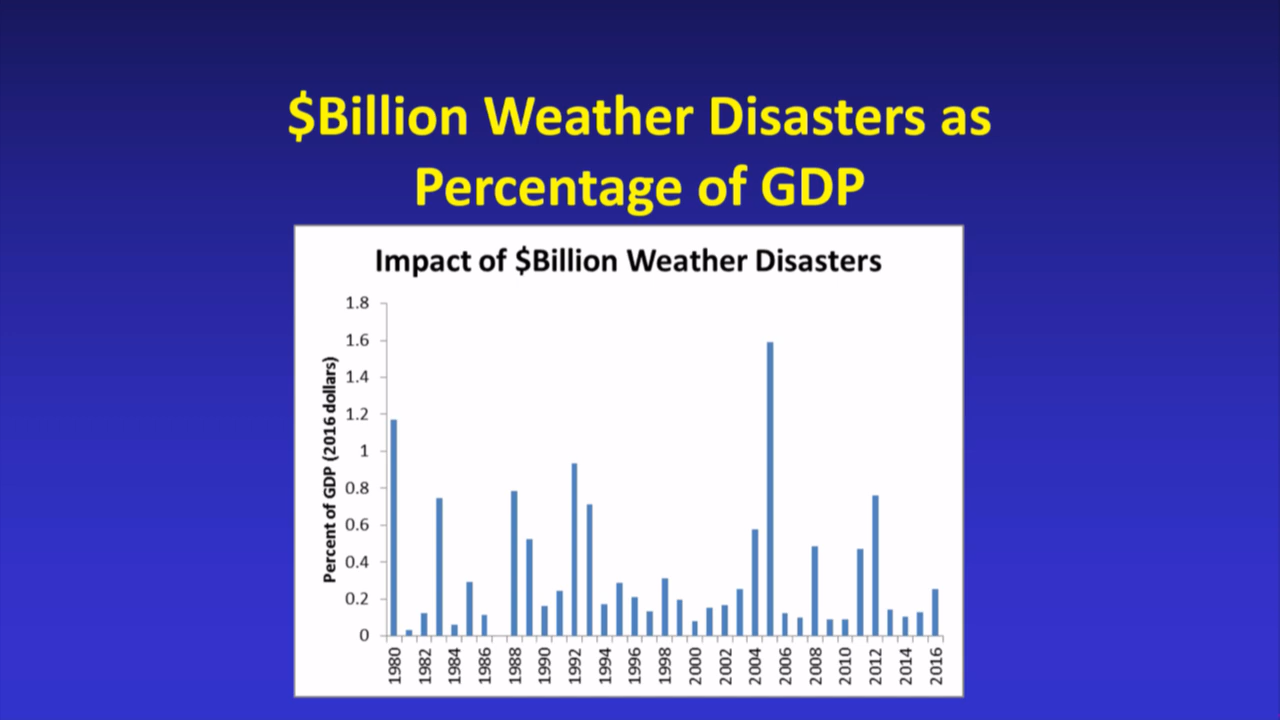 $Billion Weather Disasters as
Percentage of GDP
Impact of $Billion Weather Disasters
Percent of GDP (2016 dollars)
1.8
1.6
1.4
1.2
1
0.8
0.6
0.4
0.2
0
1980 1982 1984 1986 1988 1990 1992 1994 1996 1998 2000 2002 2004 2006 2008 2010 2012 2014 2016